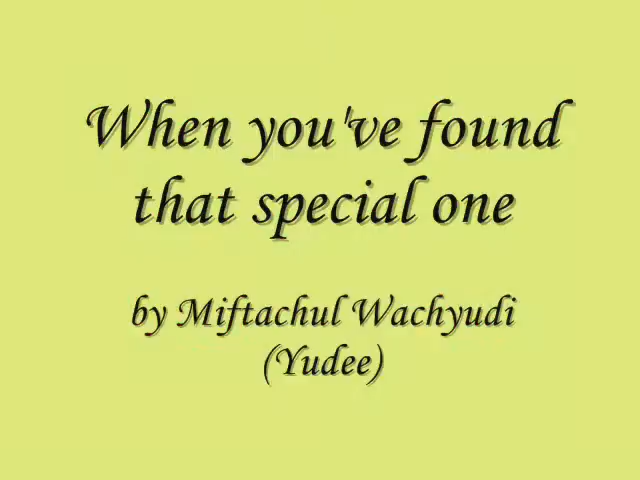 When you've found
that special one
by Miftachul Wachyudi
(Yudee)